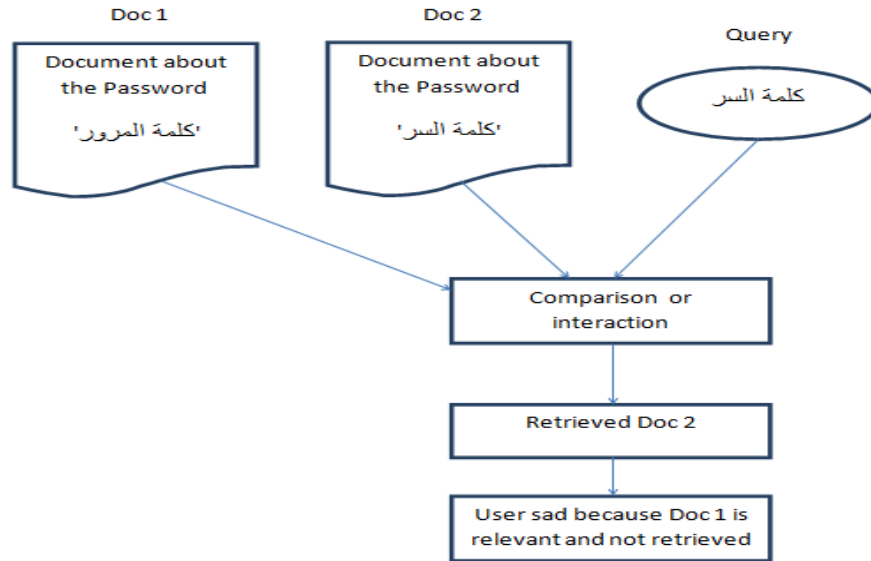 Doc 1
Document about
the Password
'كلمة المرور'
Doc 2
Document about
the Password
'كلمة السر'
Query
كلمة السر
Comparison or
interaction
Retrieved Doc 2
User sad because Doc 1 is
relevant and not retrieved